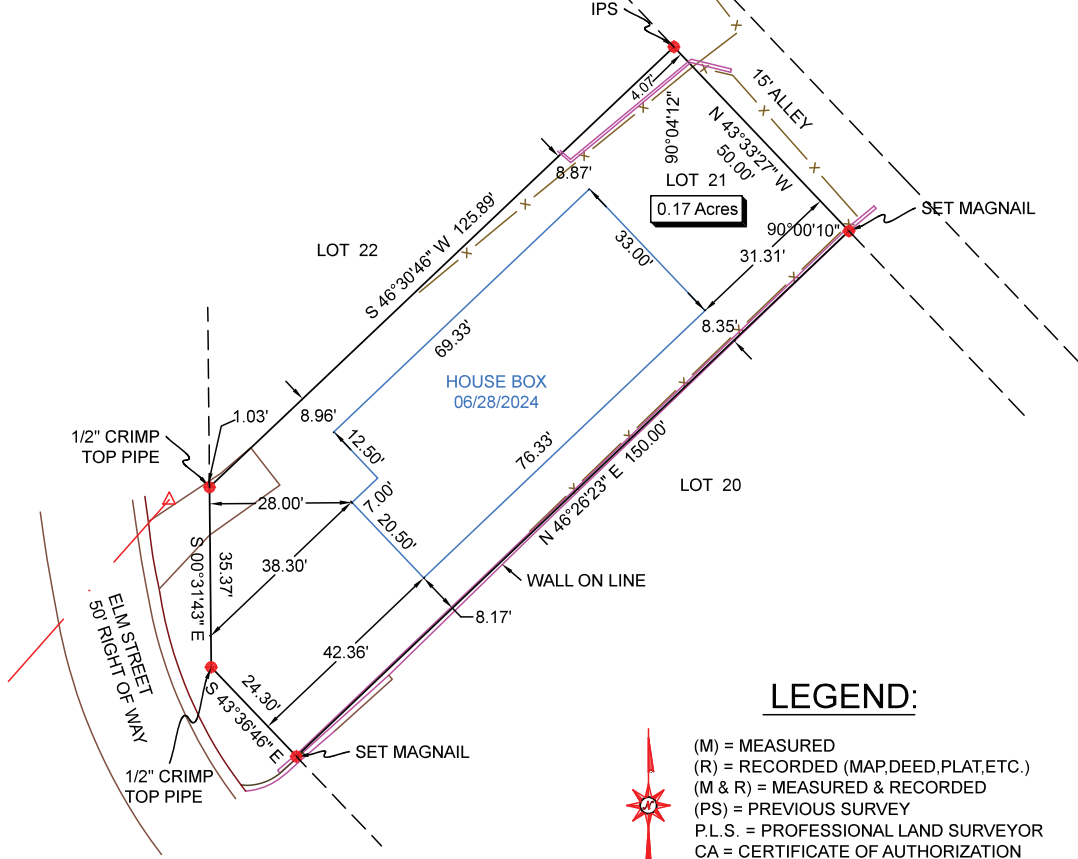 IPS
15' ALLEY
4.07'
90°04'12"
N 43°33'27" W
50.00'
8.87'
LOT 21
0.17 Acres
SET MAGNAIL
90°00'10"
LOT 22
S 46°30'46" W 125.89'
33.00'
31.31'
8.35'
69.33'
HOUSE BOX
06/28/2024
1.03'
8.96'
1/2" CRIMP
TOP PIPE
12.50'
76.33'
N 46°26'23" E 150.00'
LOT 20
28.00'
7.00'
20.50'
S 00°31'43" E
35.37'
38.30'
WALL ON LINE
ELM STREET
50' RIGHT OF WAY
8.17'
42.36'
24.30'
S 43°36'46" E
SET MAGNAIL
1/2" CRIMP
TOP PIPE
LEGEND:
(M) = MEASURED
(R) = RECORDED (MAP,DEED,PLAT,ETC.)
(M & R) = MEASURED & RECORDED
(PS) = PREVIOUS SURVEY
P.L.S. = PROFESSIONAL LAND SURVEYOR
CA = CERTIFICATE OF AUTHORIZATION
N